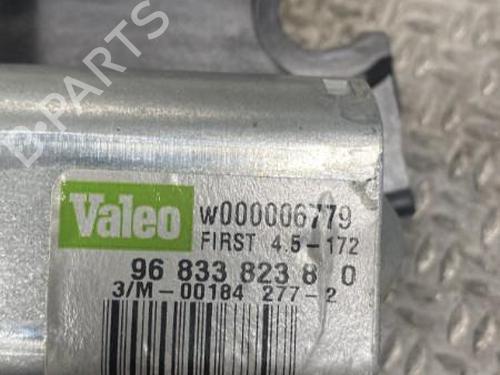 B-PARTS
Valeo
W000006779
FIRST 4.5-172
96 833 823 8 0
3/M-00184 277-2